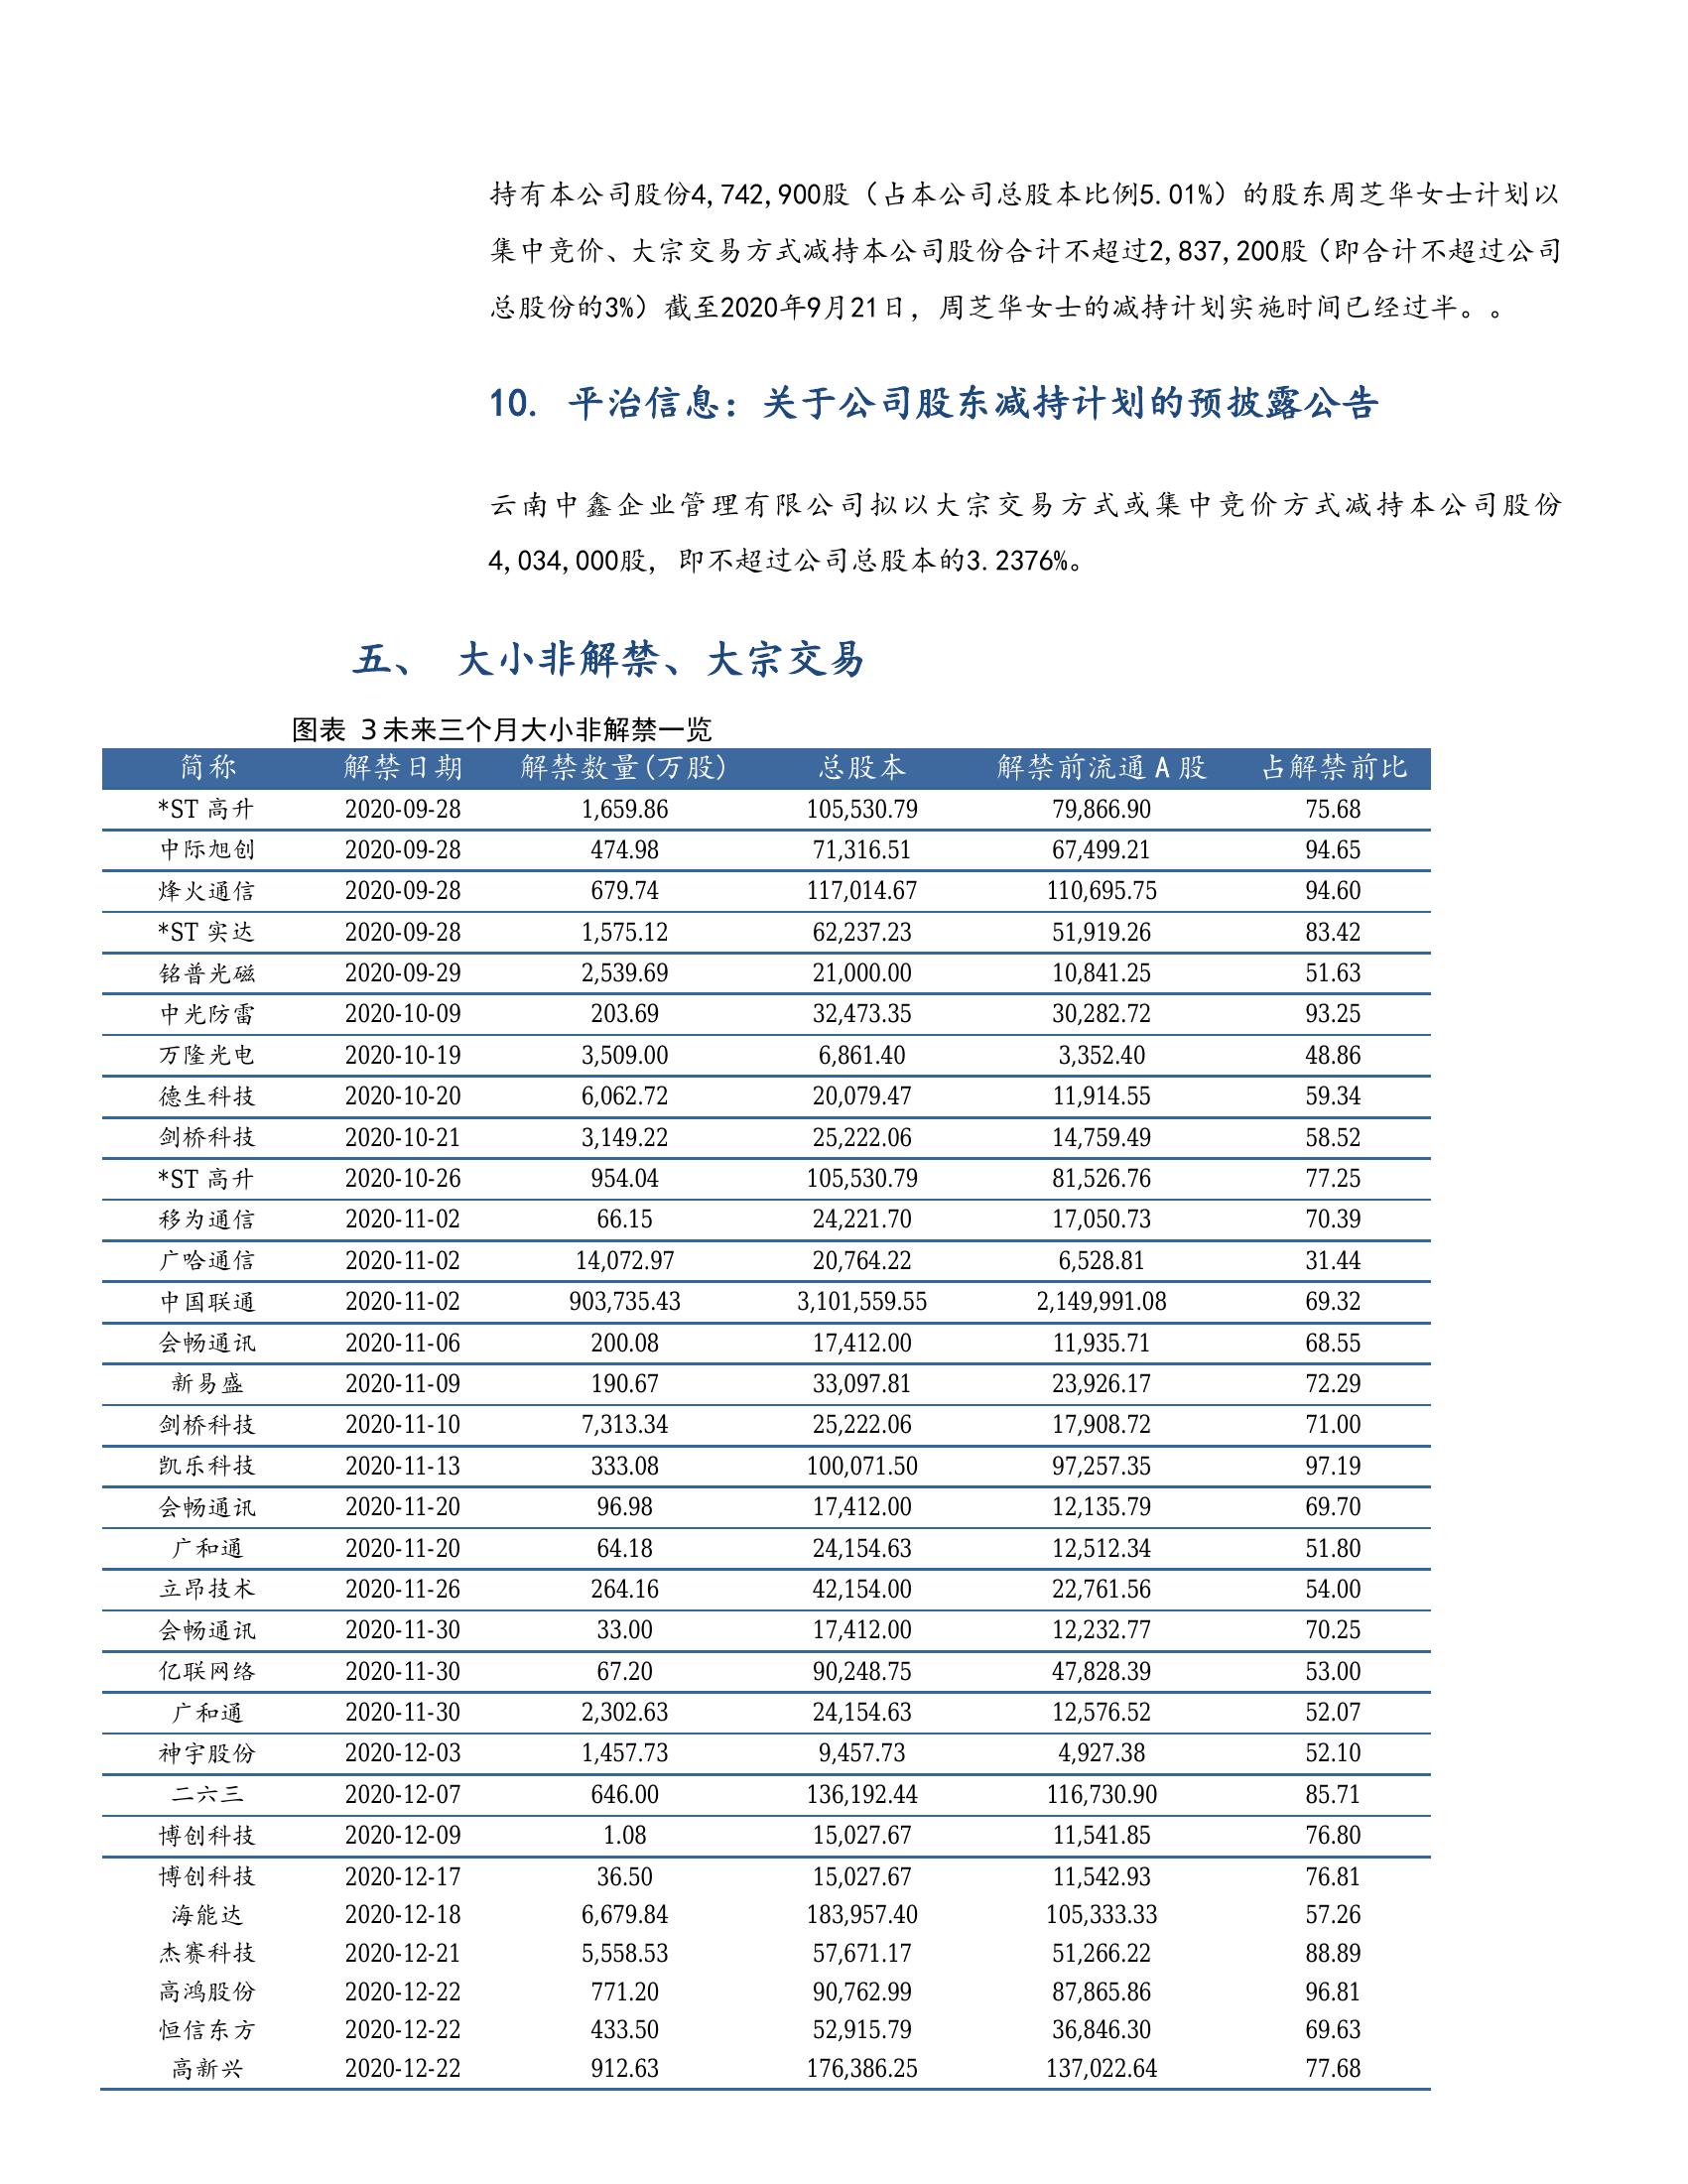 持有本公司股份4,742,900股（占本公司总股本比例5.01%）的股东周芝华女士计划以
集中竞价、大宗交易方式减持本公司股份合计不超过2,837,200股（即合计不超过公司
总股份的3%）截至2020年9月21日，周芝华女士的减持计划实施时间已经过半。。
10. 平治信息：关于公司股东减持计划的预披露公告
云南中鑫企业管理有限公司拟以大宗交易方式或集中竞价方式减持本公司股份
4,034,000股，即不超过公司总股本的3.2376%。
五、 大小非解禁、大宗交易
图表 3未来三个月大小非解禁一览
简称 解禁日期 解禁数量(万股) 总股本 解禁前流通A股 占解禁前比
*ST高升 2020-09-28 1,659.86 105,530.79 79,866.90 75.68
中际旭创 2020-09-28 474.98 71,316.51 67,499.21 94.65
烽火通信 2020-09-28 679.74 117,014.67 110,695.75 94.60
*ST实达 2020-09-28 1,575.12 62,237.23 51,919.26 83.42
铭普光磁 2020-09-29 2,539.69 21,000.00 10,841.25 51.63
中光防雷 2020-10-09 203.69 32,473.35 30,282.72 93.25
万隆光电 2020-10-19 3,509.00 6,861.40 3,352.40 48.86
德生科技 2020-10-20 6,062.72 20,079.47 11,914.55 59.34
剑桥科技 2020-10-21 3,149.22 25,222.06 14,759.49 58.52
*ST高升 2020-10-26 954.04 105,530.79 81,526.76 77.25
移为通信 2020-11-02 66.15 24,221.70 17,050.73 70.39
广哈通信 2020-11-02 14,072.97 20,764.22 6,528.81 31.44
中国联通 2020-11-02 903,735.43 3,101,559.55 2,149,991.08 69.32
会畅通讯 2020-11-06 200.08 17,412.00 11,935.71 68.55
新易盛 2020-11-09 190.67 33,097.81 23,926.17 72.29
剑桥科技 2020-11-10 7,313.34 25,222.06 17,908.72 71.00
凯乐科技 2020-11-13 333.08 100,071.50 97,257.35 97.19
会畅通讯 2020-11-20 96.98 17,412.00 12,135.79 69.70
广和通 2020-11-20 64.18 24,154.63 12,512.34 51.80
立昂技术 2020-11-26 264.16 42,154.00 22,761.56 54.00
会畅通讯 2020-11-30 33.00 17,412.00 12,232.77 70.25
亿联网络 2020-11-30 67.20 90,248.75 47,828.39 53.00
广和通 2020-11-30 2,302.63 24,154.63 12,576.52 52.07
神宇股份 2020-12-03 1,457.73 9,457.73 4,927.38 52.10
二六三 2020-12-07 646.00 136,192.44 116,730.90 85.71
博创科技 2020-12-09 1.08 15,027.67 11,541.85 76.80
博创科技 2020-12-17 36.50 15,027.67 11,542.93 76.81
海能达 2020-12-18 6,679.84 183,957.40 105,333.33 57.26
杰赛科技 2020-12-21 5,558.53 57,671.17 51,266.22 88.89
高鸿股份 2020-12-22 771.20 90,762.99 87,865.86 96.81
恒信东方 2020-12-22 433.50 52,915.79 36,846.30 69.63
高新兴 2020-12-22 912.63 176,386.25 137,022.64 77.68